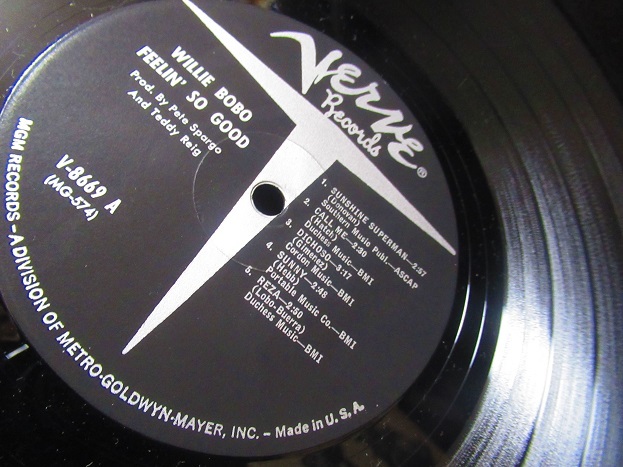 Verve
Records®
WILLIE BOBO
FEELIN' SO GOOD
Prod. By Pete Spargo
And Teddy Reig
V-8669 A
(MG-574)
1. SUNSHINE SUPERMAN—2:57
(Donovan)
Southern Music Publ.—ASCAP
2. CALL ME—2:30
(Hatch)
Duchess Music—BMI
3. DICHOSO—3:17
(Gimenez)
Cordon Music—BMI
4. SUNNY—2:48
(Hebb)
Portable Music Co.—BMI
5. REZA—2:50
(Lobo-Guerra)
Duchess Music—BMI
MGM RECORDS – A DIVISION OF METRO-GOLDWYN-MAYER, INC. – Made in U. S. A.